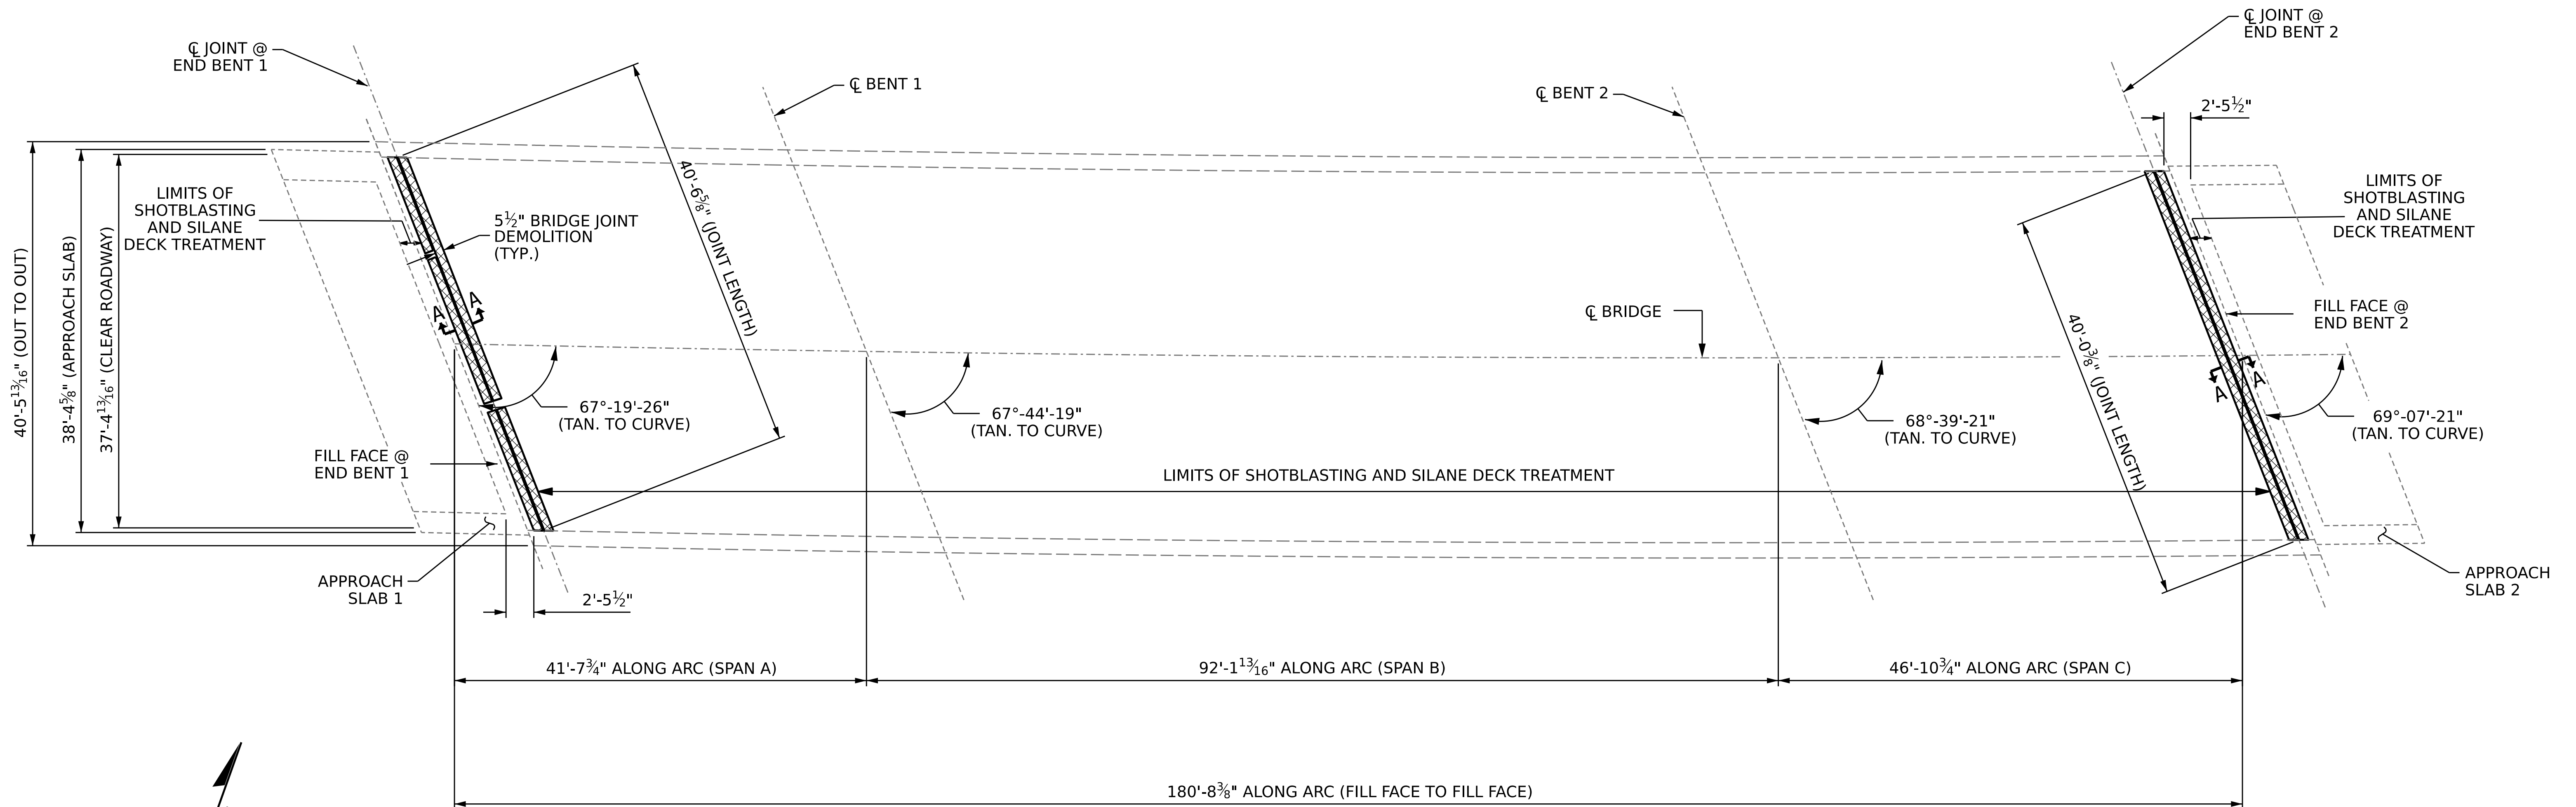 ℄ JOINT @
END BENT 1
℄ JOINT @
END BENT 2
℄ BENT 1
℄ BENT 2
2'-5½"
40'-5 13/16" (OUT TO OUT)
38'-4⅝" (APPROACH SLAB)
37'-4 13/16" (CLEAR ROADWAY)
LIMITS OF
SHOTBLASTING
AND SILANE
DECK TREATMENT
5½" BRIDGE JOINT
DEMOLITION
(TYP.)
40'-6⅝" (JOINT LENGTH)
LIMITS OF
SHOTBLASTING
AND SILANE
DECK TREATMENT
A
A
℄ BRIDGE
40'-0⅜" (JOINT LENGTH)
FILL FACE @
END BENT 2
A
A
67°-19'-26"
(TAN. TO CURVE)
67°-44'-19"
(TAN. TO CURVE)
68°-39'-21"
(TAN. TO CURVE)
69°-07'-21"
(TAN. TO CURVE)
FILL FACE @
END BENT 1
LIMITS OF SHOTBLASTING AND SILANE DECK TREATMENT
APPROACH
SLAB 1
2'-5½"
APPROACH
SLAB 2
41'-7¾" ALONG ARC (SPAN A)
92'-1 13/16" ALONG ARC (SPAN B)
46'-10¾" ALONG ARC (SPAN C)
180'-8⅜" ALONG ARC (FILL FACE TO FILL FACE)